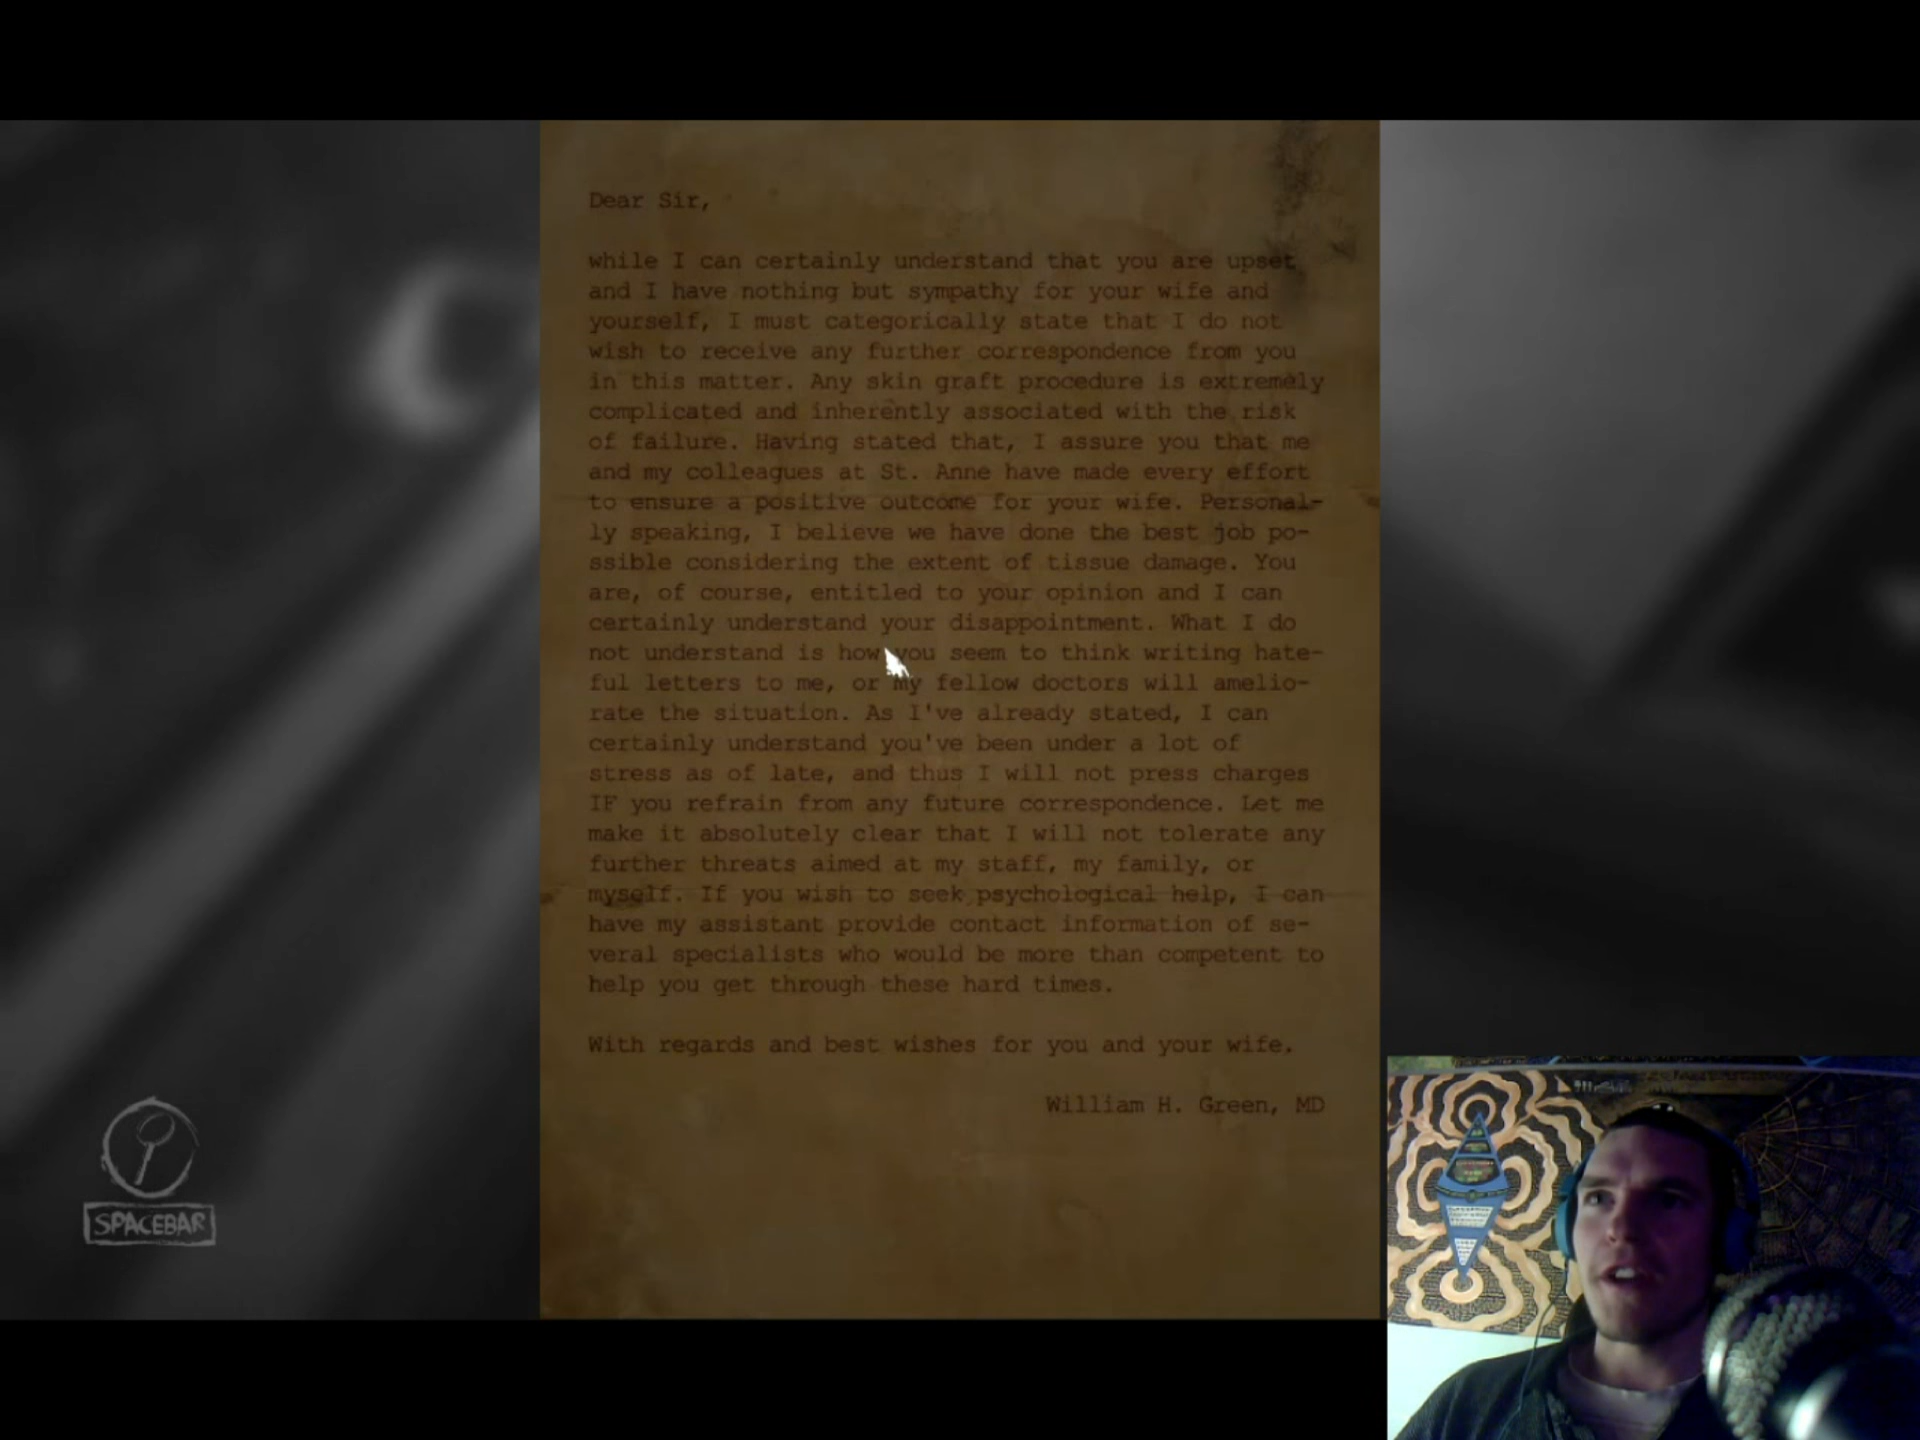 Dear Sir,
while I can certainly understand that you are upset
and I have nothing but sympathy for your wife and
yourself, I must categorically state that I do not
wish to receive any further correspondence from you
in this matter. Any skin graft procedure is extremely
complicated and inherently associated with the risk
of failure. Having stated that, I assure you that me
and my colleagues at St. Anne have made every effort
to ensure a positive outcome for your wife. Personal-
ly speaking, I believe we have done the best job po-
ssible considering the extent of tissue damage. You
are, of course, entitled to your opinion and I can
certainly understand your disappointment. What I do
not understand is how you seem to think writing hate-
ful letters to me, or my fellow doctors will amelio-
rate the situation. As I've already stated, I can
certainly understand you've been under a lot of
stress as of late, and thus I will not press charges
IF you refrain from any future correspondence. Let me
make it absolutely clear that I will not tolerate any
further threats aimed at my staff, my family, or
myself. If you wish to seek psychological help, I can
have my assistant provide contact information of se-
veral specialists who would be more than competent to
help you get through these hard times.
With regards and best wishes for you and your wife,
William H. Green, MD
SPACEBAR